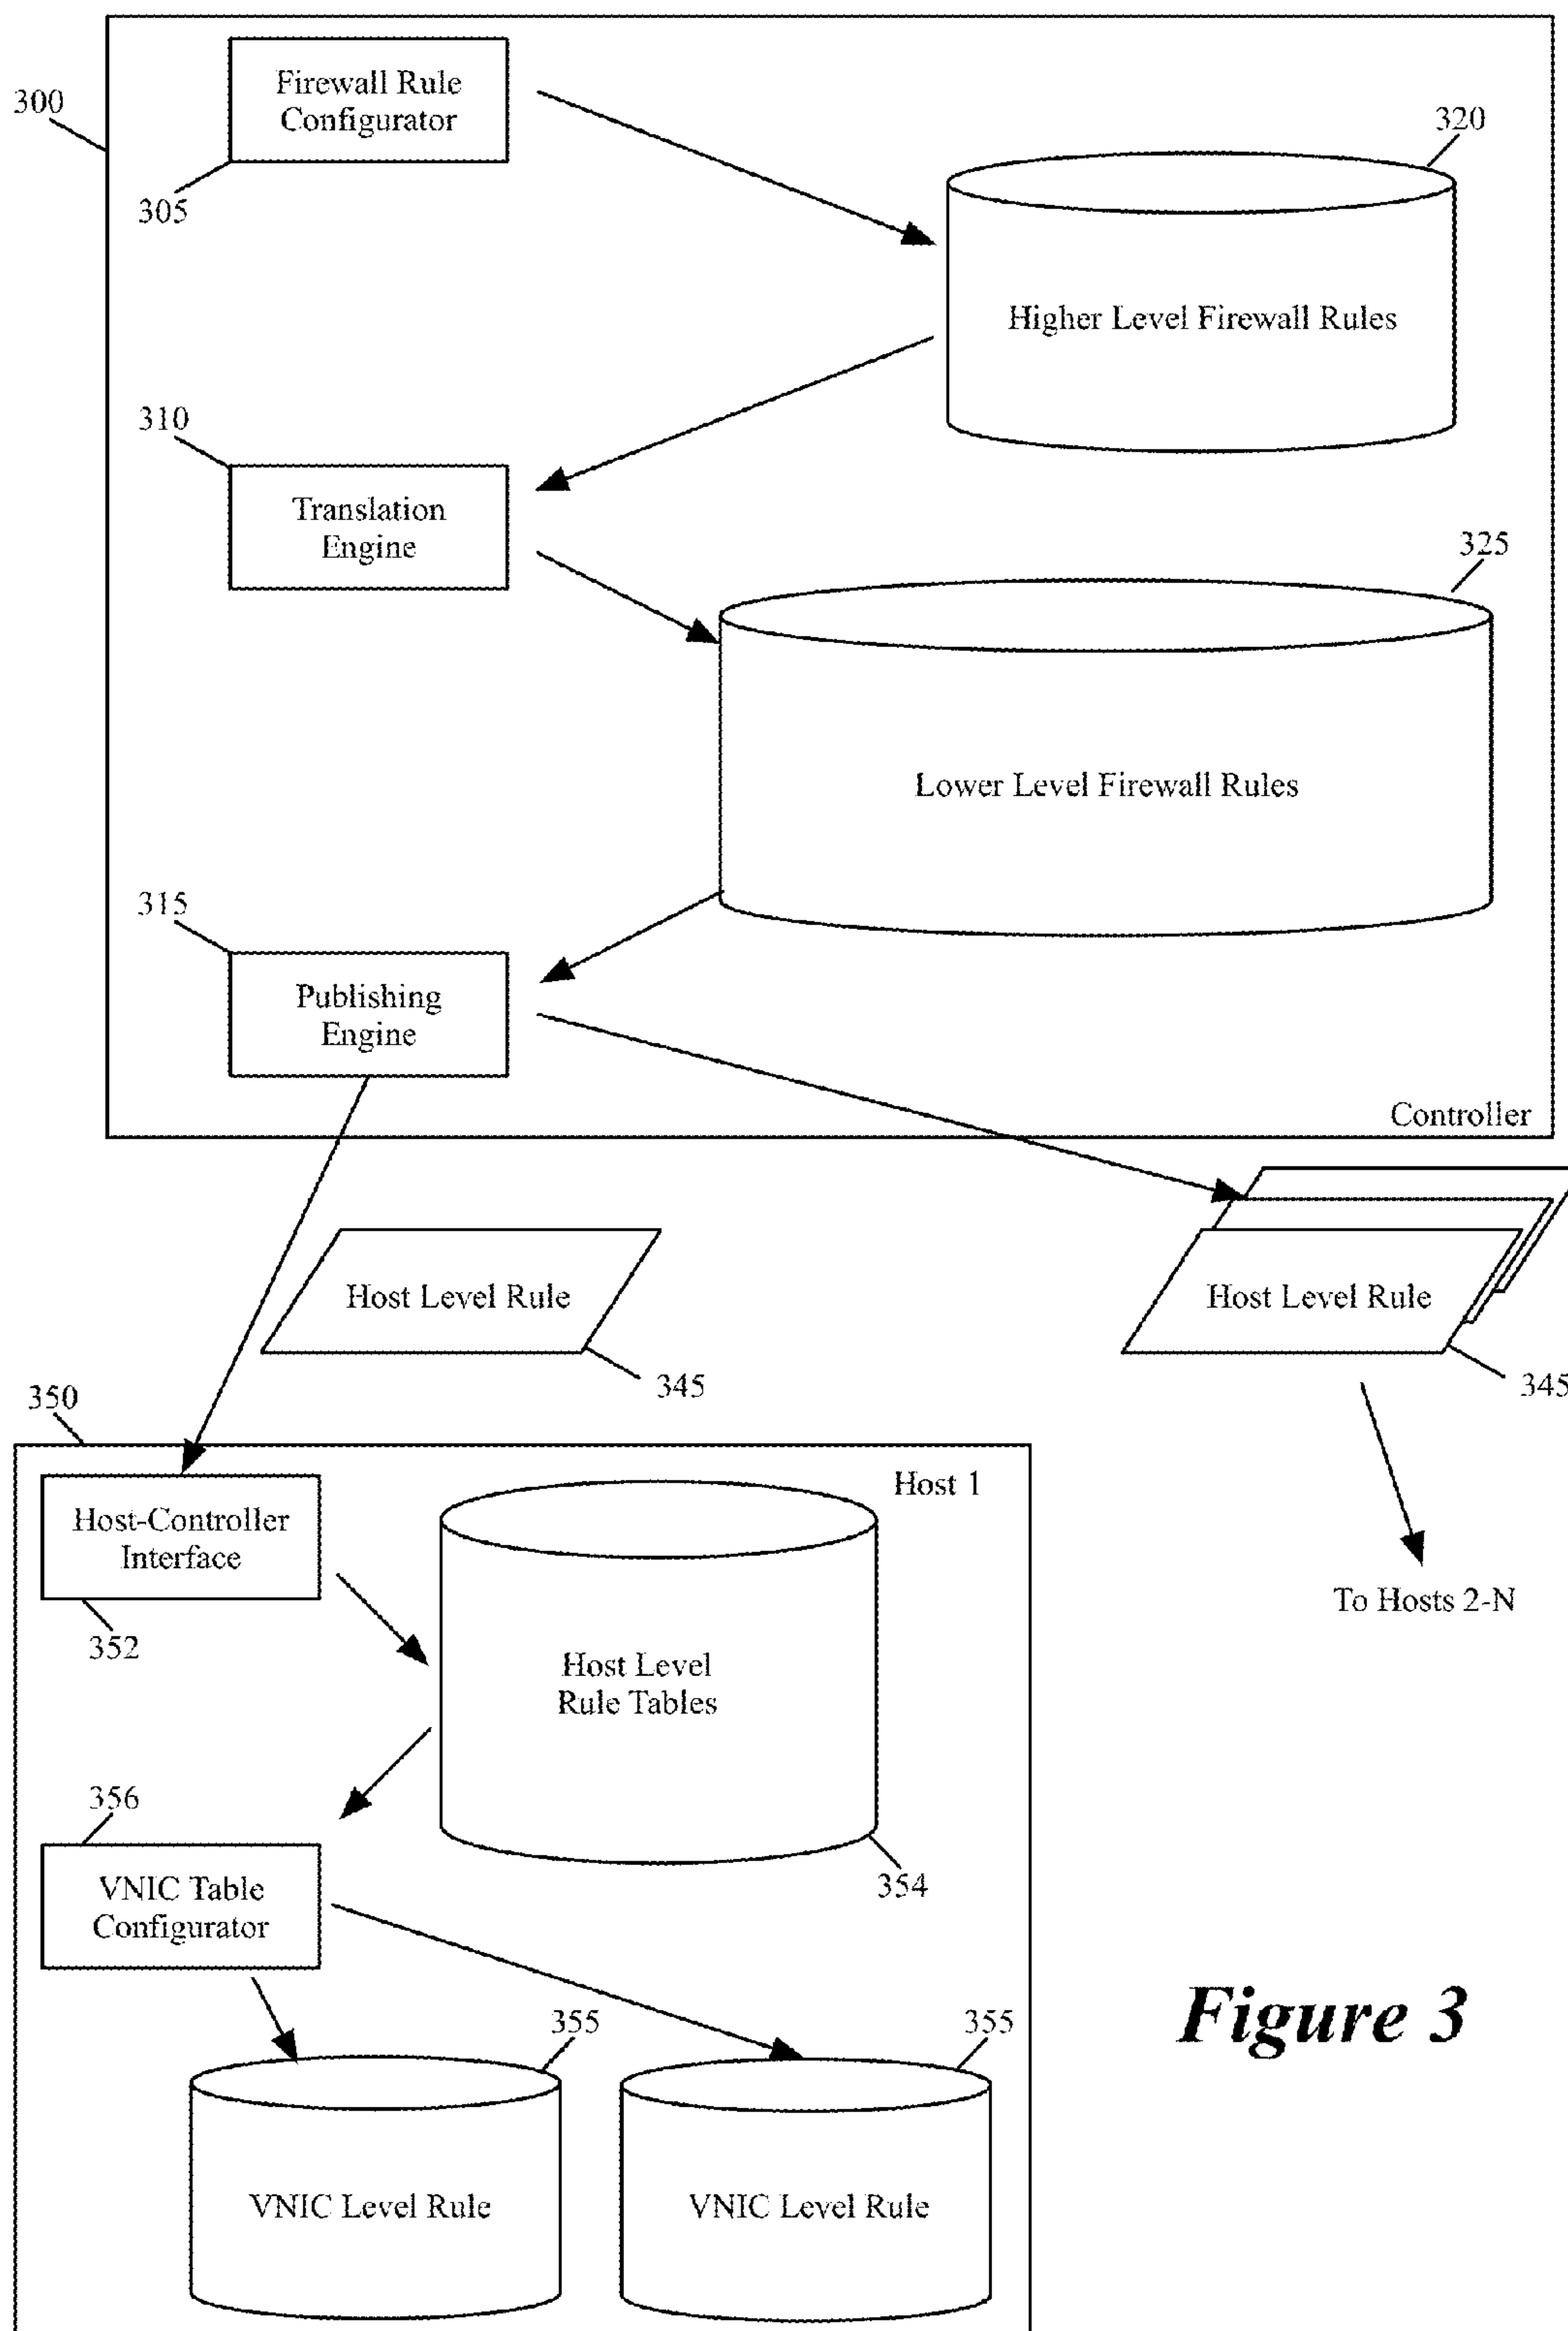 300
Firewall Rule
Configurator
305
320
Higher Level Firewall Rules
310
Translation
Engine
325
Lower Level Firewall Rules
315
Publishing
Engine
Controller
Host Level Rule
345
Host Level Rule
345
350
Host 1
Host-Controller
Interface
352
Host Level
Rule Tables
354
To Hosts 2-N
356
VNIC Table
Configurator
355
355
VNIC Level Rule
VNIC Level Rule
Figure 3